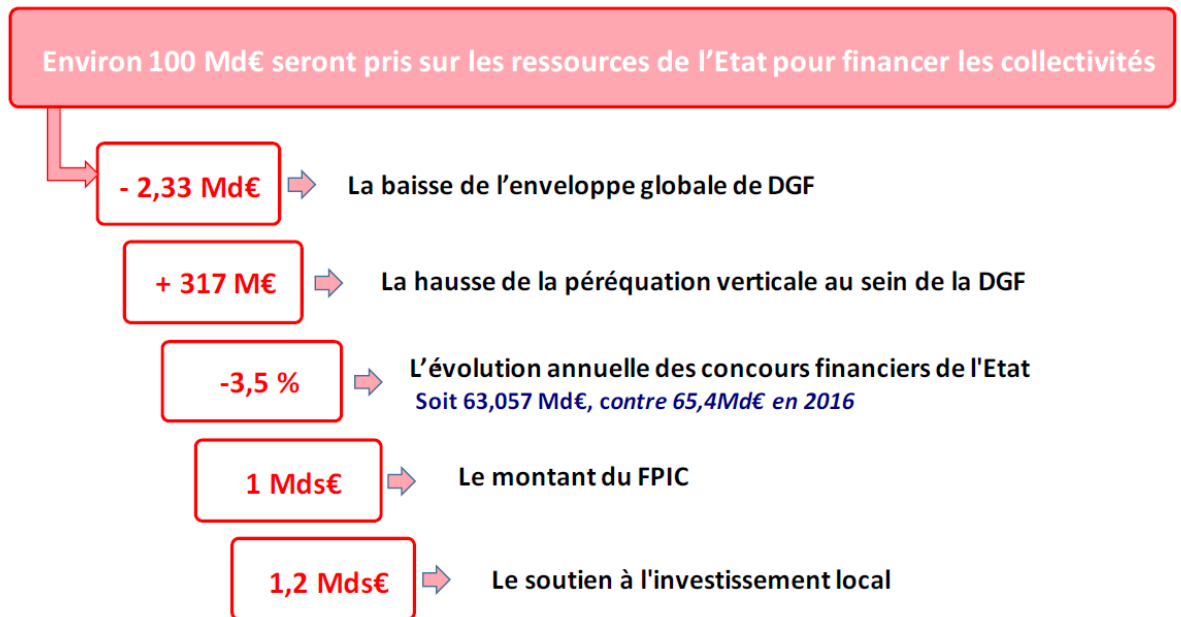 Environ 100 Md€ seront pris sur les ressources de l’Etat pour financer les collectivités
- 2,33 Md€
La baisse de l’enveloppe globale de DGF
+ 317 M€
La hausse de la péréquation verticale au sein de la DGF
-3,5 %
L’évolution annuelle des concours financiers de l'Etat
Soit 63,057 Md€, contre 65,4Md€ en 2016
1 Mds€
Le montant du FPIC
1,2 Mds€
Le soutien à l'investissement local